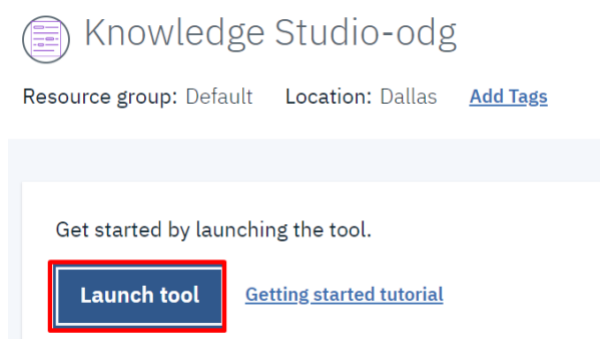 Knowledge Studio-odg
Resource group: Default Location: Dallas Add Tags
Get started by launching the tool.
Launch tool Getting started tutorial